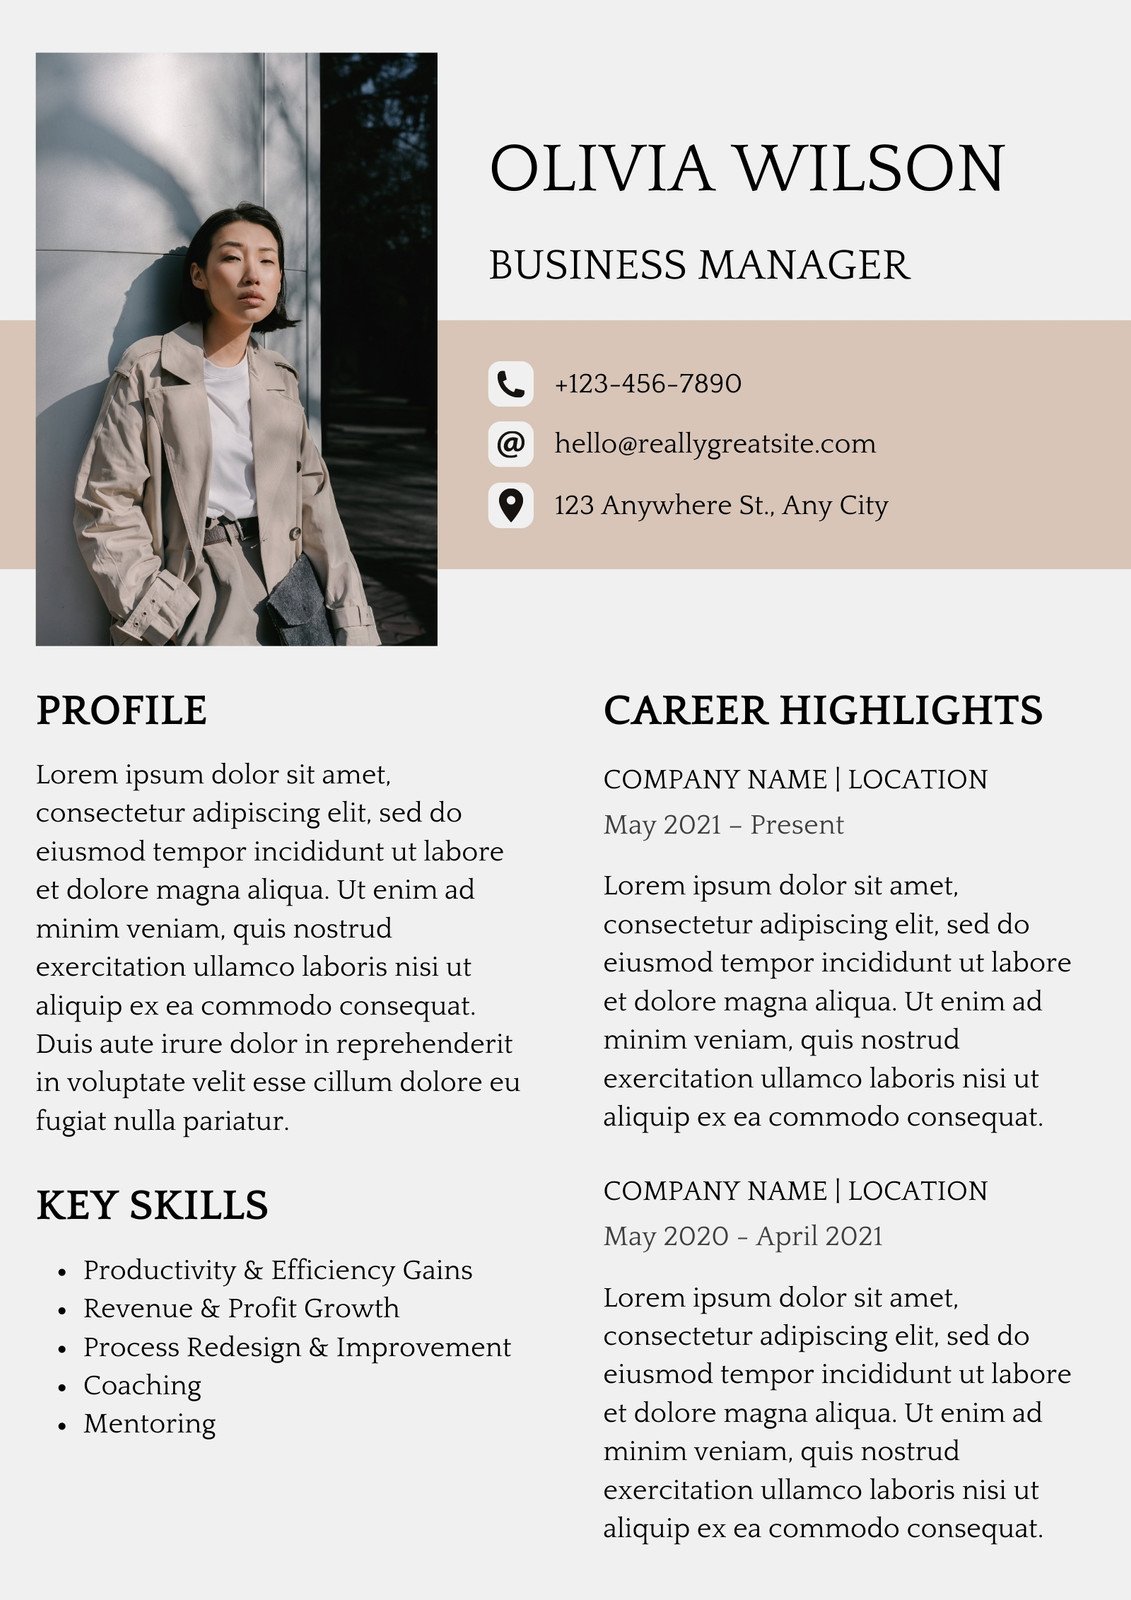 OLIVIA WILSON
BUSINESS MANAGER
+123-456-7890
hello@reallygreatsite.com
123 Anywhere St., Any City
PROFILE
Lorem ipsum dolor sit amet,
consectetur adipiscing elit, sed do
eiusmod tempor incididunt ut labore
et dolore magna aliqua. Ut enim ad
minim veniam, quis nostrud
exercitation ullamco laboris nisi ut
aliquip ex ea commodo consequat.
Duis aute irure dolor in reprehenderit
in voluptate velit esse cillum dolore eu
fugiat nulla pariatur.
KEY SKILLS
• Productivity & Efficiency Gains
• Revenue & Profit Growth
• Process Redesign & Improvement
• Coaching
• Mentoring
CAREER HIGHLIGHTS
COMPANY NAME | LOCATION
May 2021 – Present
Lorem ipsum dolor sit amet,
consectetur adipiscing elit, sed do
eiusmod tempor incididunt ut labore
et dolore magna aliqua. Ut enim ad
minim veniam, quis nostrud
exercitation ullamco laboris nisi ut
aliquip ex ea commodo consequat.
COMPANY NAME | LOCATION
May 2020 - April 2021
Lorem ipsum dolor sit amet,
consectetur adipiscing elit, sed do
eiusmod tempor incididunt ut labore
et dolore magna aliqua. Ut enim ad
minim veniam, quis nostrud
exercitation ullamco laboris nisi ut
aliquip ex ea commodo consequat.